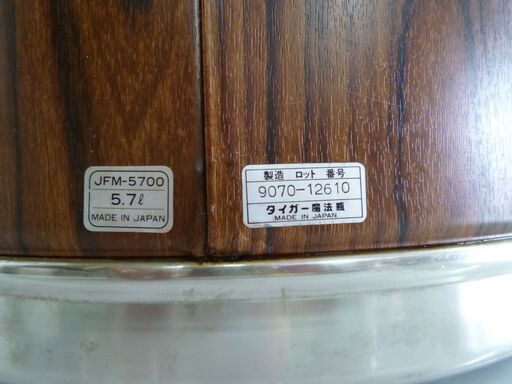 JFM-5700
5.7ℓ
MADE IN JAPAN
製造 ロット 番号
9070-12610
タイガー魔法瓶
MADE IN JAPAN